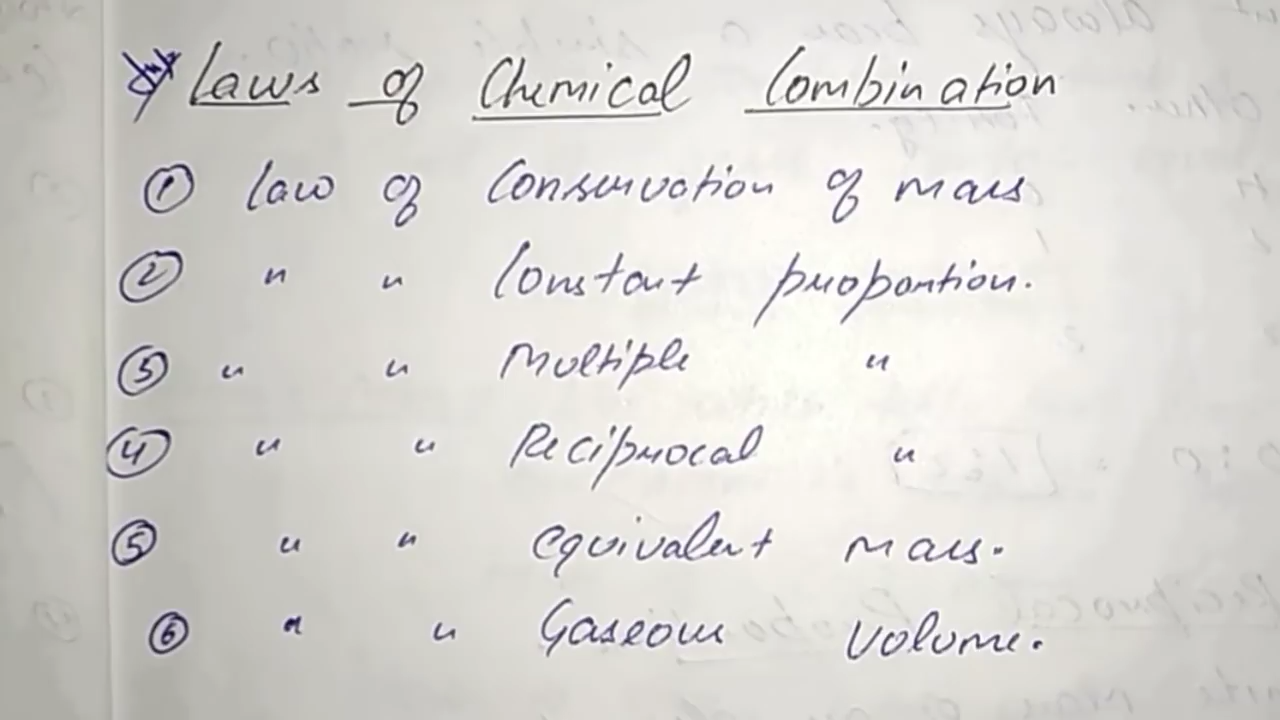 Laws of Chemical Combination
① Law of Conservation of mass
② " " Constant proportion.
③ " " Multiple "
④ " " Reciprocal "
⑤ " " equivalent mass.
⑥ " " Gaseous Volume.